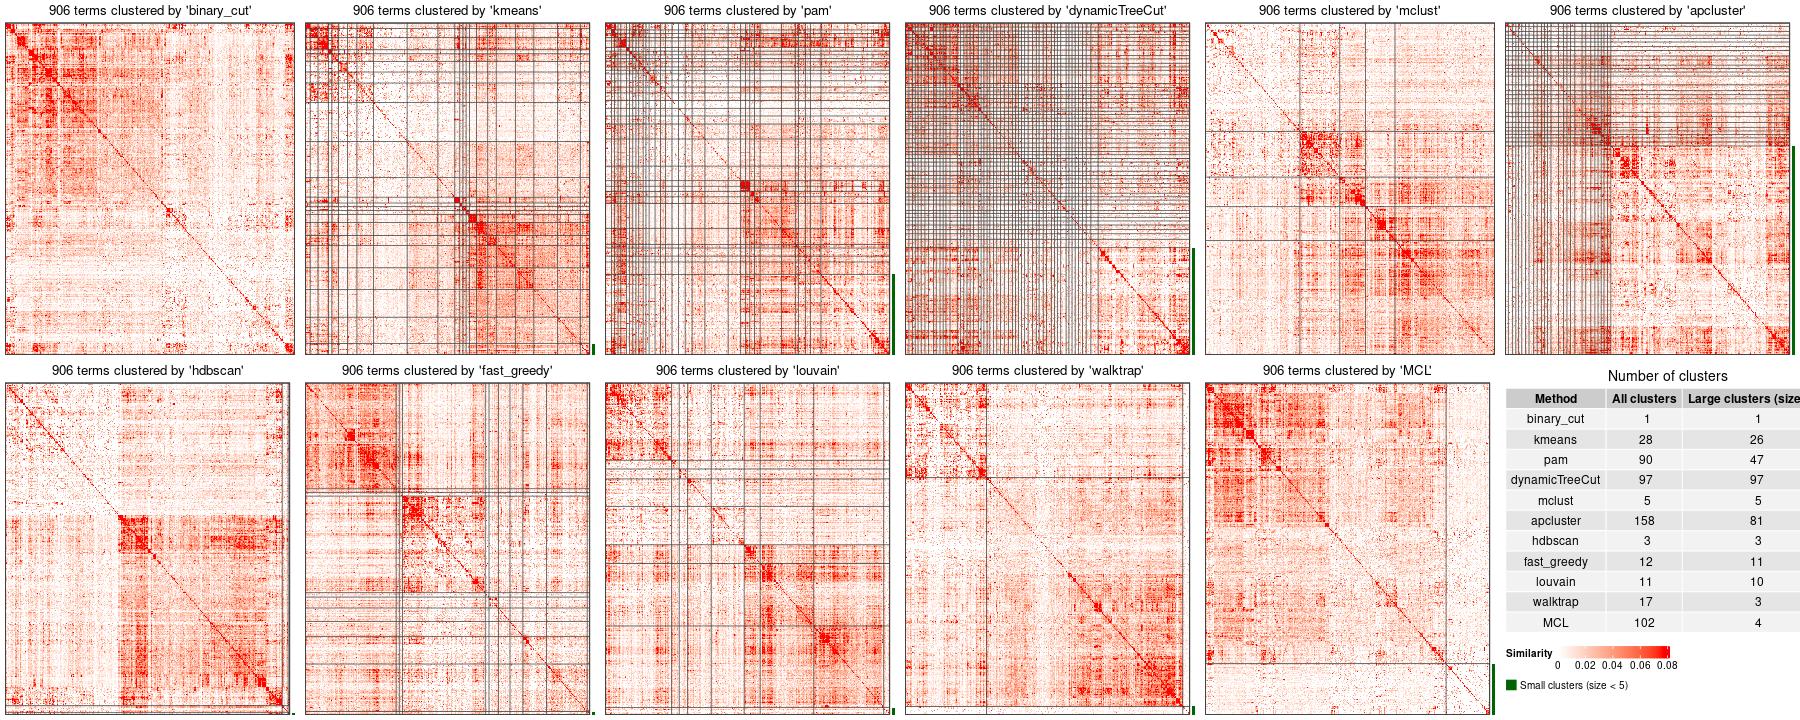 906 terms clustered by 'binary_cut'
906 terms clustered by 'kmeans'
906 terms clustered by 'pam'
906 terms clustered by 'dynamicTreeCut'
906 terms clustered by 'mclust'
906 terms clustered by 'apcluster'
906 terms clustered by 'hdbscan'
906 terms clustered by 'fast_greedy'
906 terms clustered by 'louvain'
906 terms clustered by 'walktrap'
906 terms clustered by 'MCL'
Number of clusters
Method All clusters Large clusters (size
binary_cut 1 1
kmeans 28 26
pam 90 47
dynamicTreeCut 97 97
mclust 5 5
apcluster 158 81
hdbscan 3 3
fast_greedy 12 11
louvain 11 10
walktrap 17 3
MCL 102 4
Similarity
0 0.02 0.04 0.06 0.08
Small clusters (size < 5)